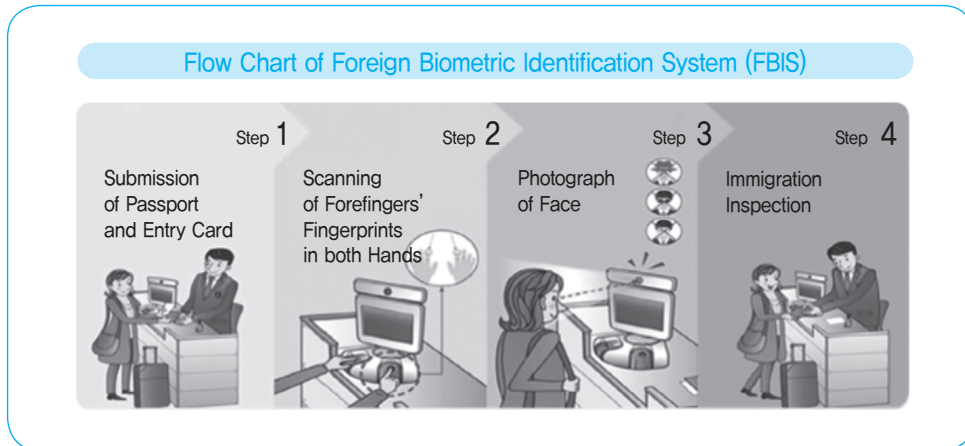 Flow Chart of Foreign Biometric Identification System (FBIS)
Step 1
Submission
of Passport
and Entry Card
Step 2
Scanning
of Forefingers'
Fingerprints
in both Hands
Step 3
Photograph
of Face
Step 4
Immigration
Inspection